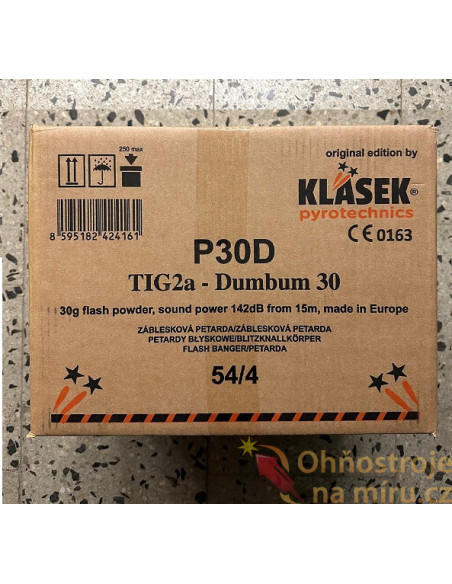 250 max
original edition by
KLÁSEK®
pyrotechnics
CE 0163
8 595182 424161
P30D
TIG2a - Dumbum 30
30g flash powder, sound power 142dB from 15m, made in Europe
ZÁBLESKOVÁ PETARDA/ZÁBLESKOVÁ PETARDA
PETARDY BŁYSKOWE/BLITZKNALLKÖRPER
FLASH BANGER/PETARDA
54/4
Ohňostroje
na míru.cz